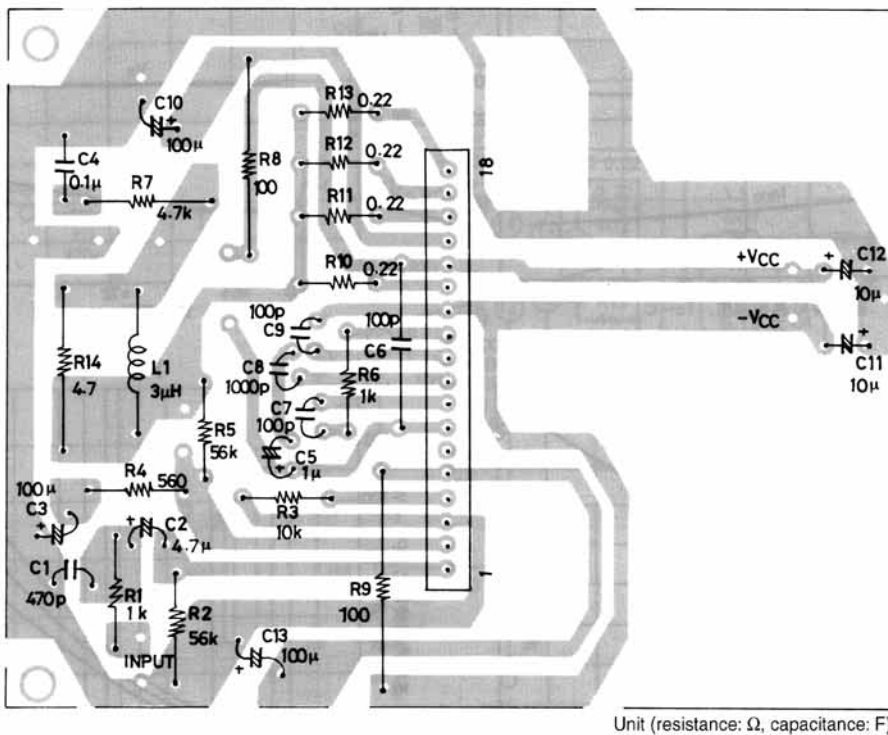 R13
0.22
C10
+
100μ
R12
0.22
18
C4
0.1μ
R8
100
R7
4.7k
R11
0.22
+VCC
+
C12
10μ
R10
0.22
100p
C9
100p
C6
-VCC
+
C11
10μ
R14
4.7
L1
3μH
C8
1000p
R6
1k
C7
100p
R5
56k
C5
+
1μ
R4
560
100μ
C3
+
+
C2
4.7μ
R3
10k
C1
470p
R1
1k
R2
56k
R9
100
1
INPUT
C13
+
100μ
Unit (resistance: Ω, capacitance: F)